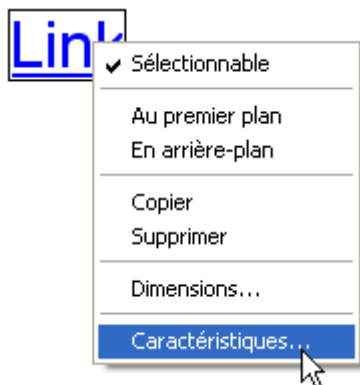 Link
Sélectionnable
Au premier plan
En arrière-plan
Copier
Supprimer
Dimensions...
Caractéristiques...